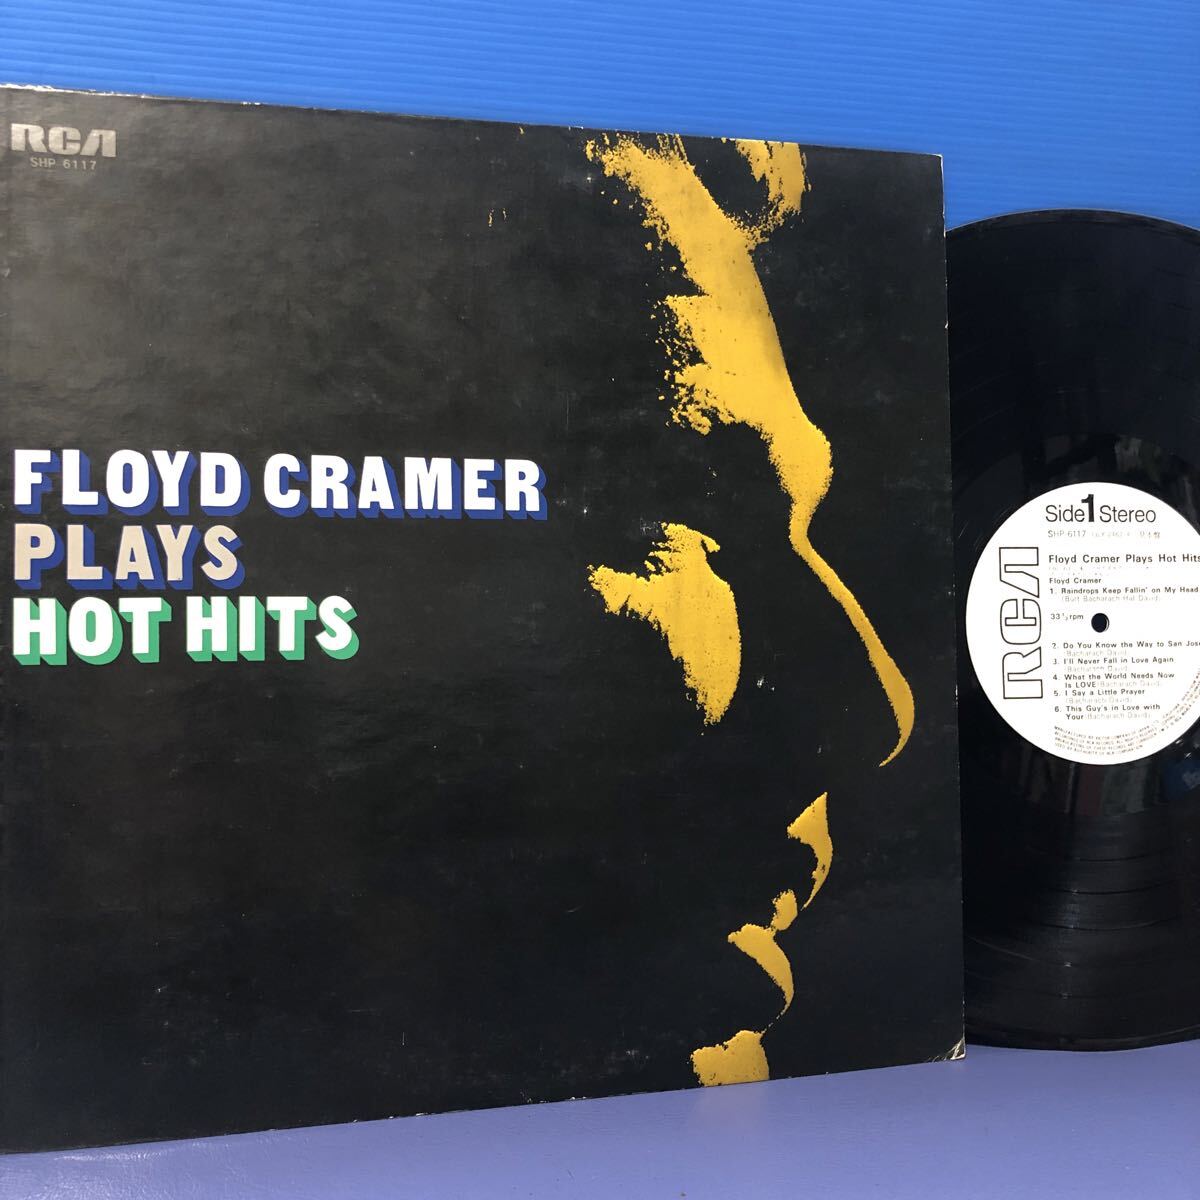 RCA
SHP 6117
FLOYD CRAMER
PLAYS
HOT HITS
Side 1 Stereo
SHP-6117 見本盤
RCA
Floyd Cramer Plays Hot Hits
Floyd Cramer
1. Raindrops Keep Fallin' on My Head
(Burt Bacharach Hal David)
33⅓ rpm
2. Do You Know the Way to San Jose
(Bacharach David)
3. I'll Never Fall in Love Again
(Bacharach David)
4. What the World Needs Now
Is LOVE (Bacharach David)
5. I Say a Little Prayer
(Bacharach David)
6. This Guy's in Love with
Your (Bacharach David)